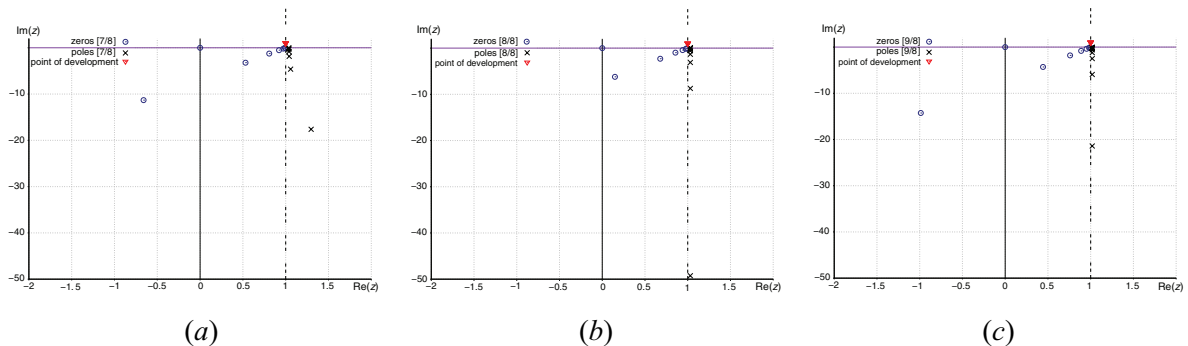 Im(z)
zeros [7/8]
poles [7/8]
point of development
−10
−20
−30
−40
−50
−2
−1.5
−1
−0.5
0
0.5
1
1.5
Re(z)
(a)
Im(z)
zeros [8/8]
poles [8/8]
point of development
−10
−20
−30
−40
−50
−2
−1.5
−1
−0.5
0
0.5
1
1.5
Re(z)
(b)
Im(z)
zeros [9/8]
poles [9/8]
point of development
−10
−20
−30
−40
−50
−2
−1.5
−1
−0.5
0
0.5
1
1.5
Re(z)
(c)